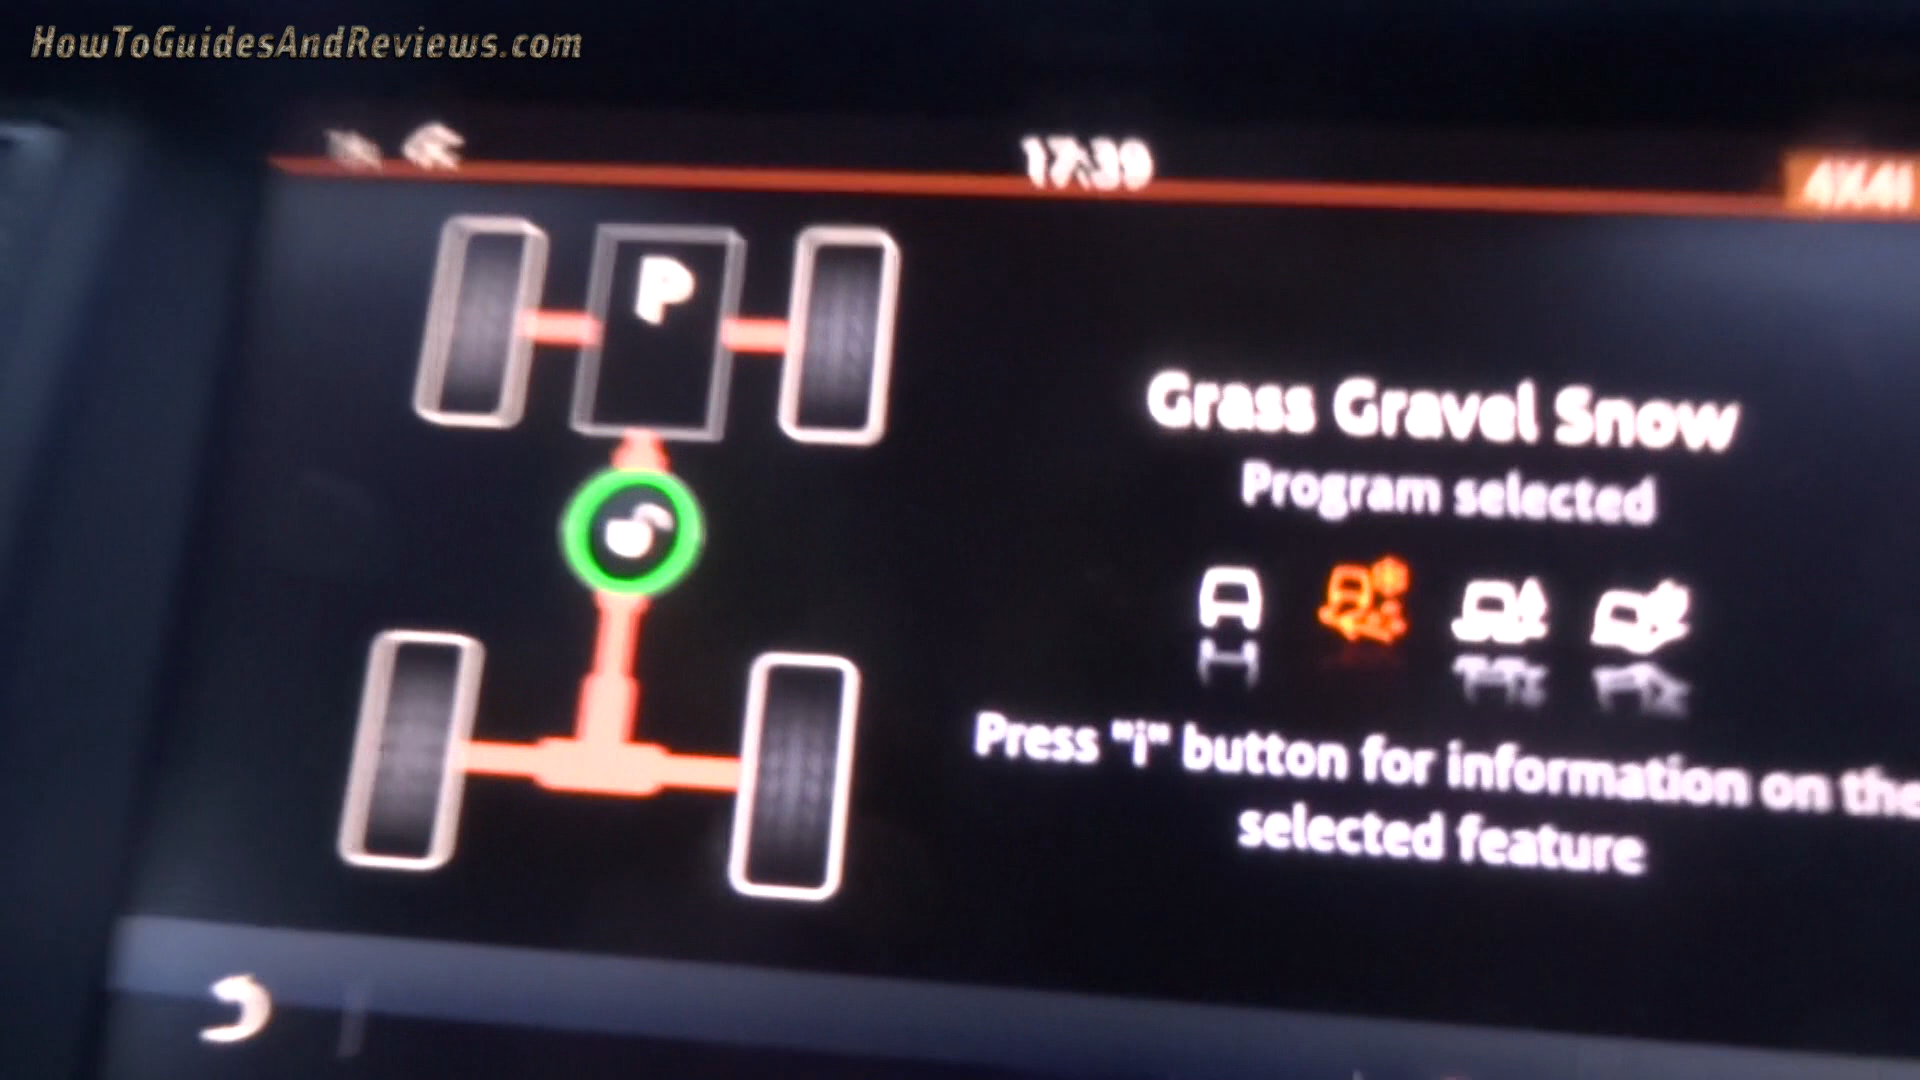 HowToGuidesAndReviews.com
17:39
4X4i
P
Grass Gravel Snow
Program selected
Press "i" button for information on the
selected feature